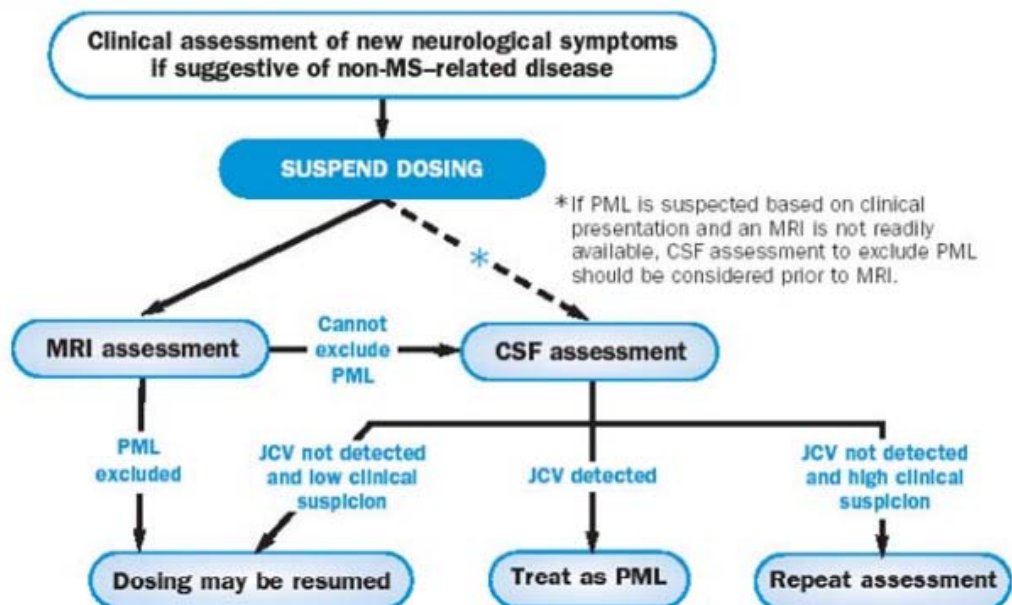 Clinical assessment of new neurological symptoms
if suggestive of non-MS–related disease
SUSPEND DOSING
*If PML is suspected based on clinical
presentation and an MRI is not readily
available, CSF assessment to exclude PML
should be considered prior to MRI.
*
MRI assessment
Cannot
exclude
PML
CSF assessment
PML
excluded
JCV not detected
and low clinical
suspicion
JCV detected
JCV not detected
and high clinical
suspicion
Dosing may be resumed
Treat as PML
Repeat assessment